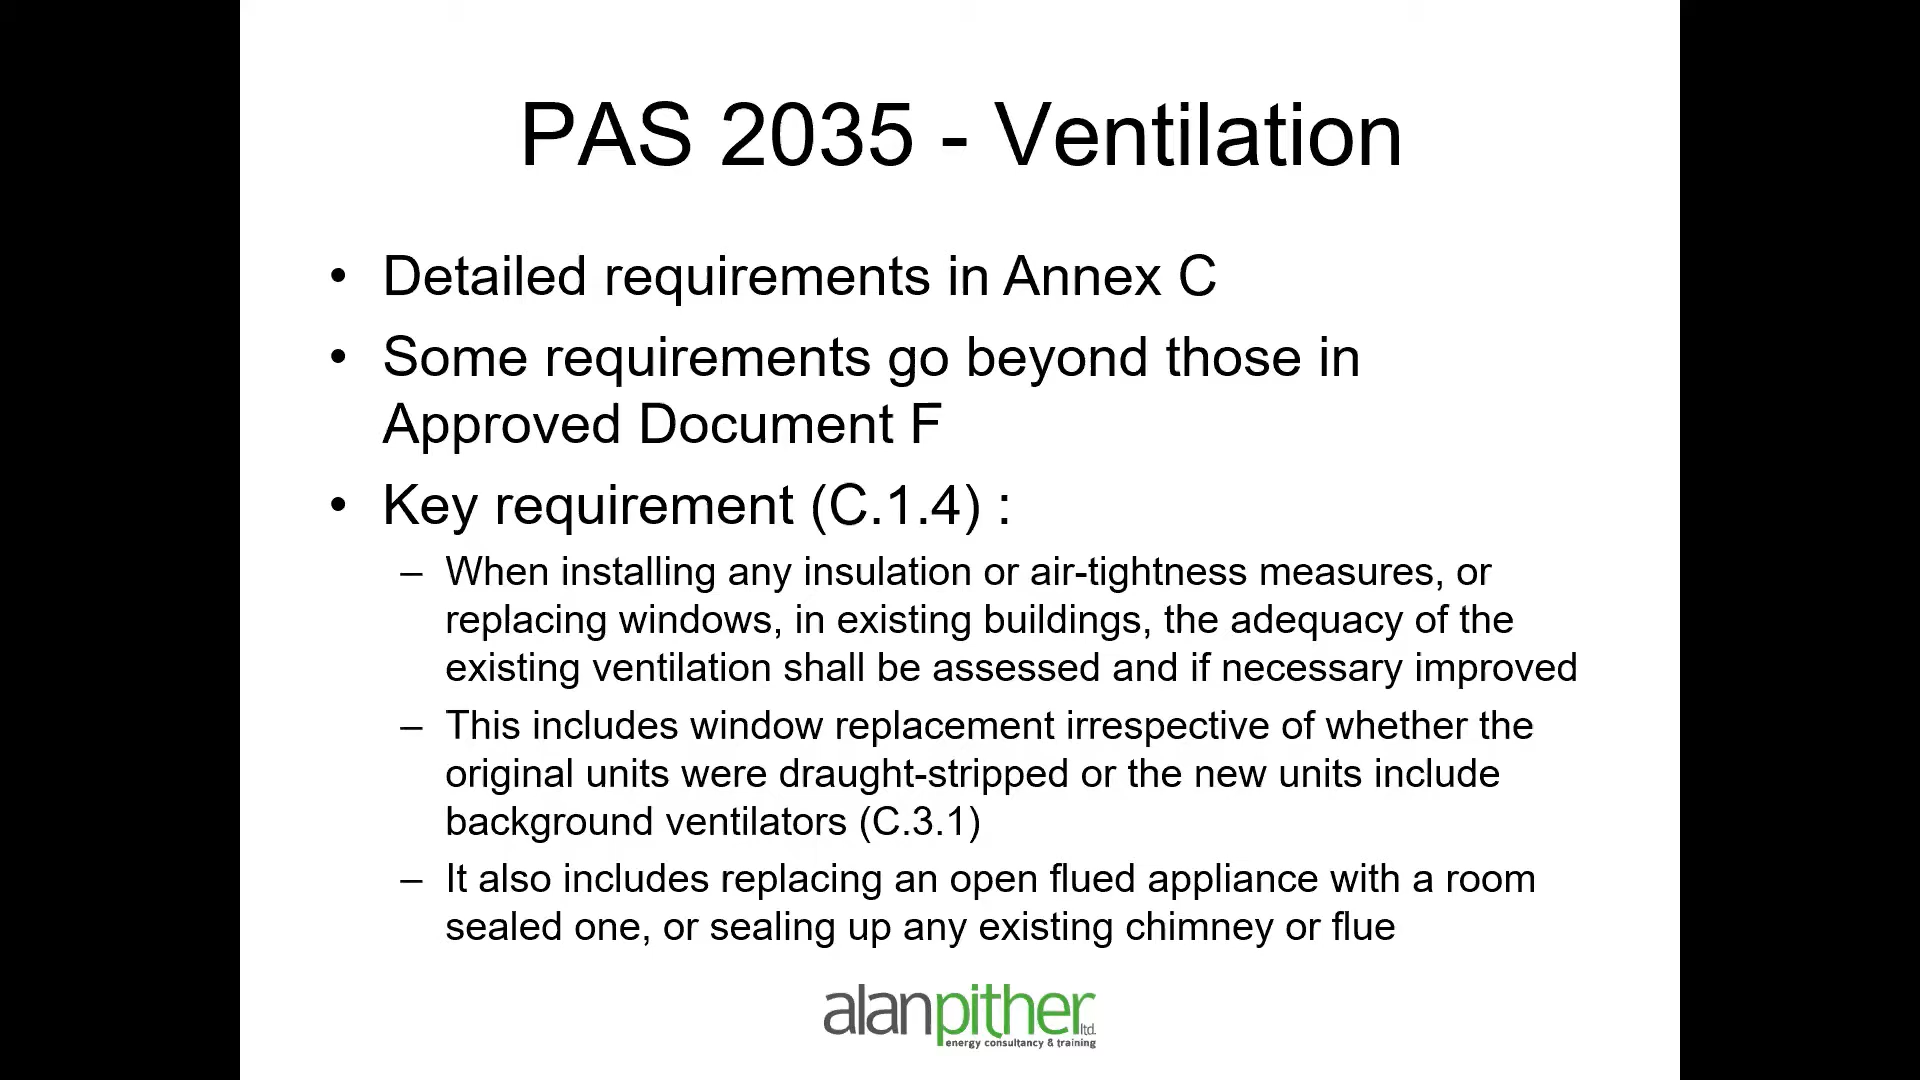 PAS 2035 - Ventilation
• Detailed requirements in Annex C
• Some requirements go beyond those in
Approved Document F
• Key requirement (C.1.4) :
– When installing any insulation or air-tightness measures, or
replacing windows, in existing buildings, the adequacy of the
existing ventilation shall be assessed and if necessary improved
– This includes window replacement irrespective of whether the
original units were draught-stripped or the new units include
background ventilators (C.3.1)
– It also includes replacing an open flued appliance with a room
sealed one, or sealing up any existing chimney or flue
alanpither ltd.
energy consultancy & training